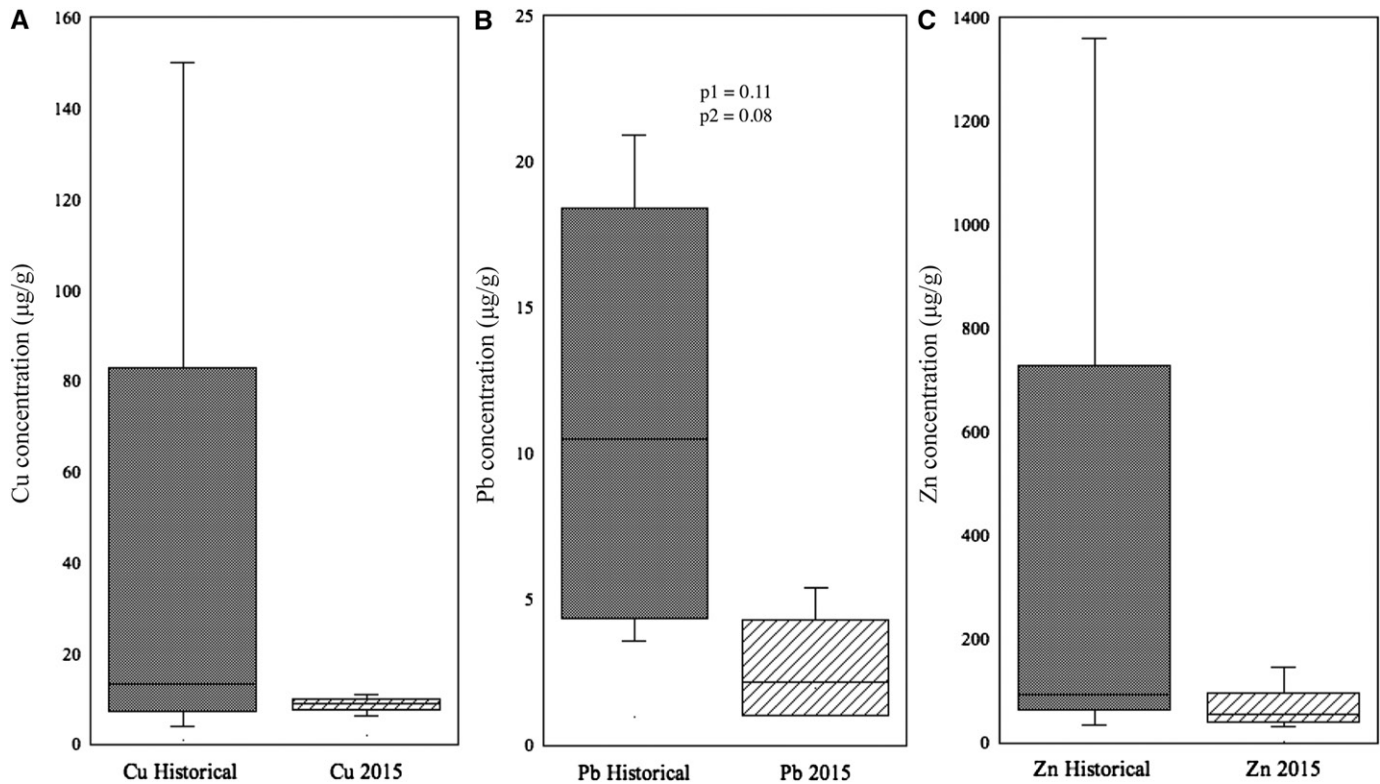 A
Cu concentration (µg/g)
160
140
120
100
80
60
40
20
0
Cu Historical
Cu 2015
B
Pb concentration (µg/g)
25
20
15
10
5
0
p1 = 0.11
p2 = 0.08
Pb Historical
Pb 2015
C
Zn concentration (µg/g)
1400
1200
1000
800
600
400
200
0
Zn Historical
Zn 2015